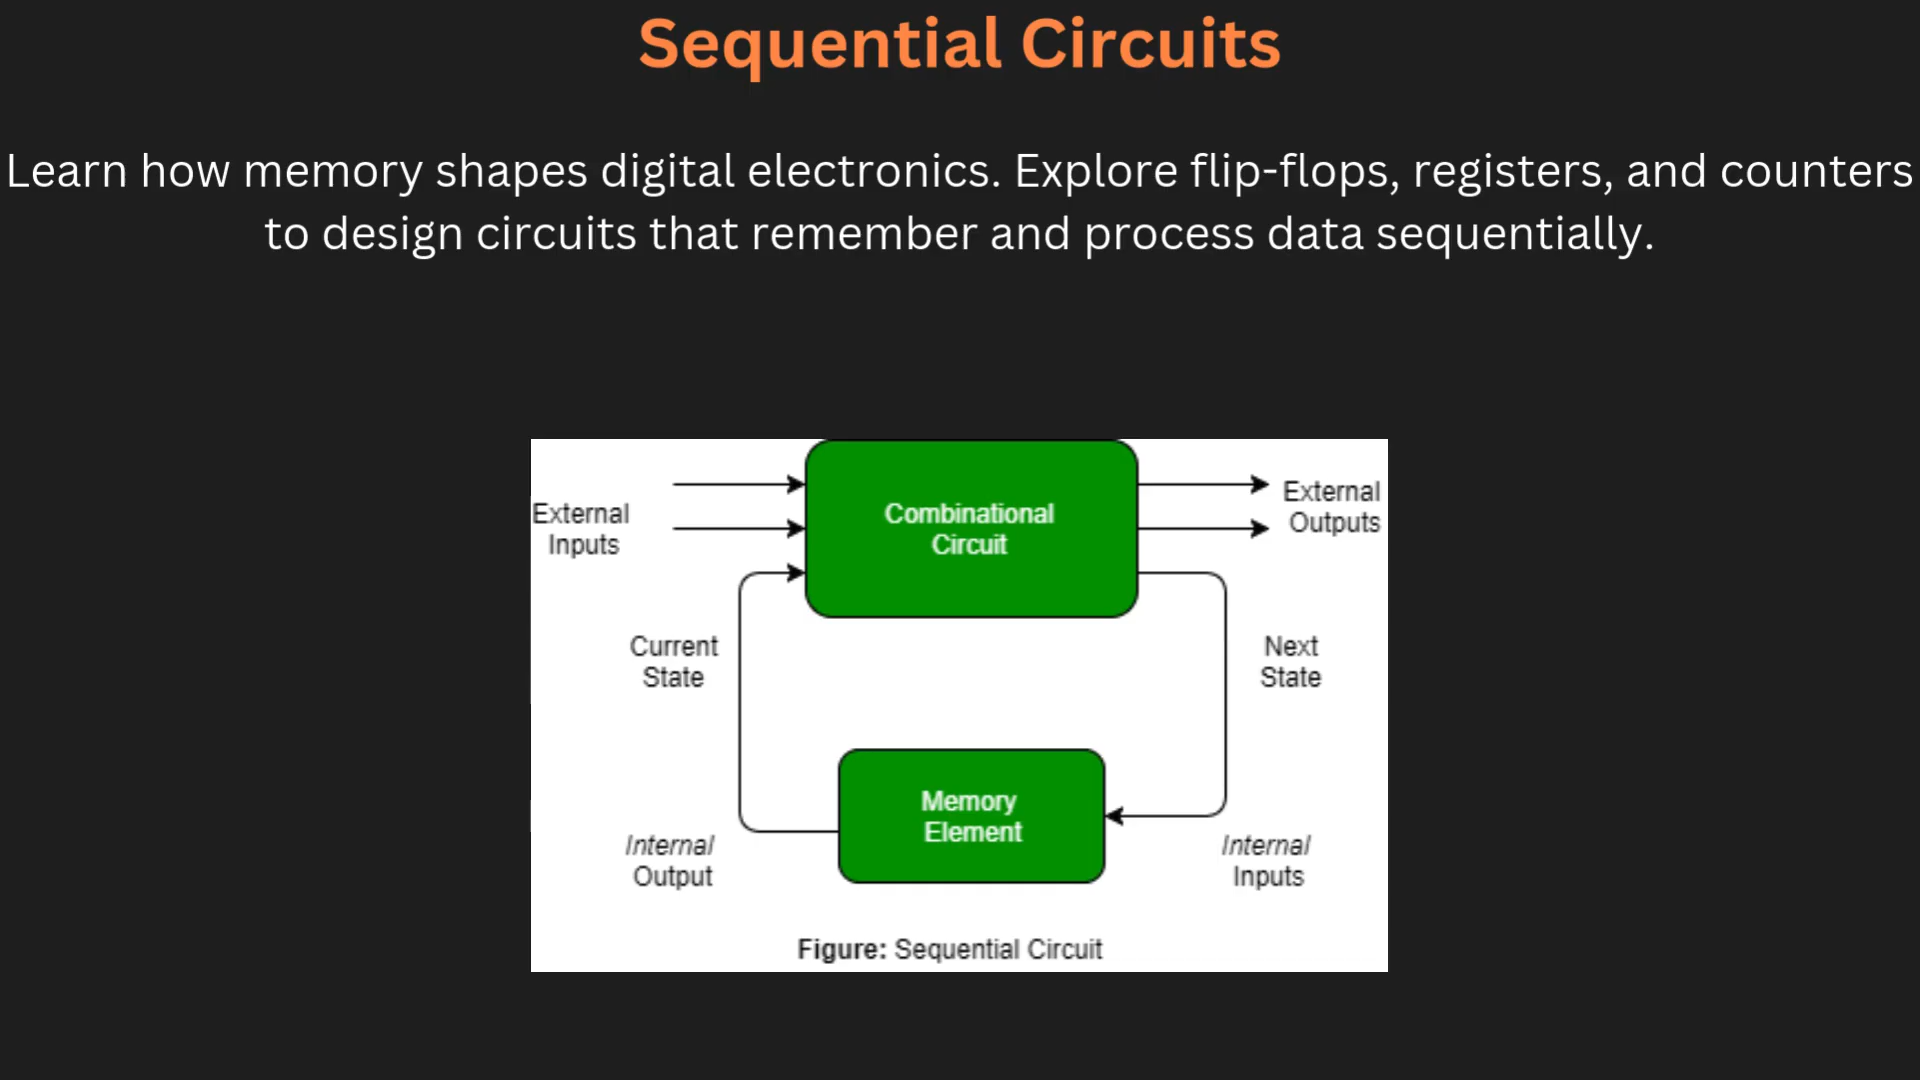 Sequential Circuits
Learn how memory shapes digital electronics. Explore flip-flops, registers, and counters
to design circuits that remember and process data sequentially.
External
Inputs
Combinational
Circuit
External
Outputs
Current
State
Next
State
Memory
Element
Internal
Output
Internal
Inputs
Figure: Sequential Circuit